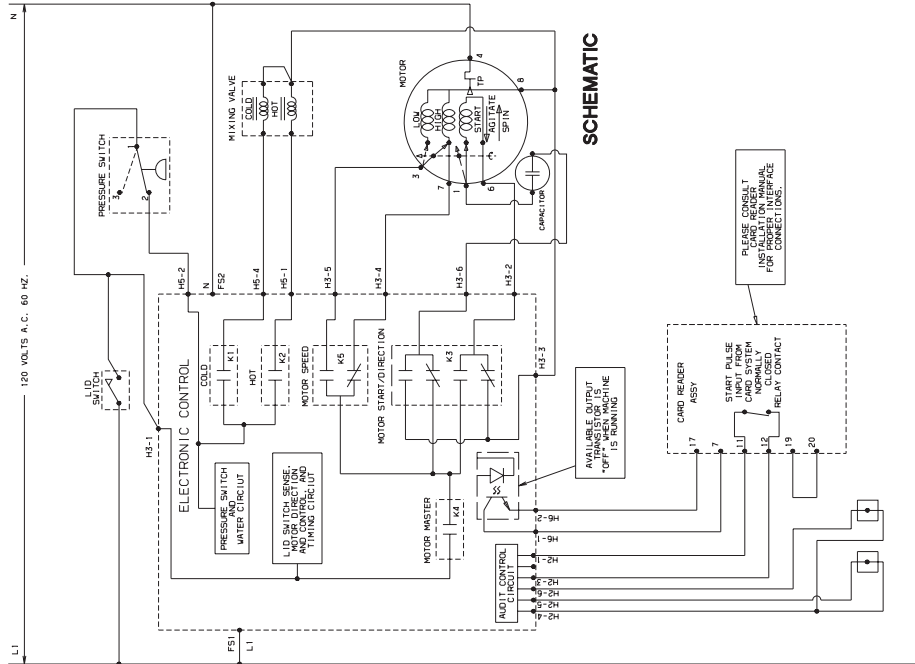 L1
120 VOLTS A.C. 60 HZ.
N
LID
SWITCH
PRESSURE SWITCH
3
2
1
MIXING VALVE
COLD
HOT
MOTOR
LOW
HIGH
START
AGITATE
SPIN
TP
4
8
3
7
1
6
C
CAPACITOR
SCHEMATIC
H3-1
H5-2
N
FS2
H5-4
H5-1
H3-5
H3-4
H3-6
H3-2
H3-3
ELECTRONIC CONTROL
COLD
K1
HOT
K2
MOTOR SPEED
K5
MOTOR START/DIRECTION
K3
PRESSURE SWITCH
AND
WATER CIRCIUT
LID SWITCH SENSE,
MOTOR DIRECTION
AND CONTROL, AND
TIMING CIRCIUT
MOTOR MASTER
K4
FS1
L1
AUDIT CONTROL
CIRCUIT
H6-2
H6-1
H2-1
H2-3
H2-6
H2-5
H2-4
AVAILABLE OUTPUT
TRANSISTOR IS
"OFF" WHEN MACHINE
IS RUNNING
CARD READER
ASSY
START PULSE
INPUT FROM
CARD SYSTEM
NORMALLY
CLOSED
RELAY CONTACT
17
7
11
12
19
20
PLEASE CONSULT
CARD READER
INSTALLATION MANUAL
FOR PROPER INTERFACE
CONNECTIONS.